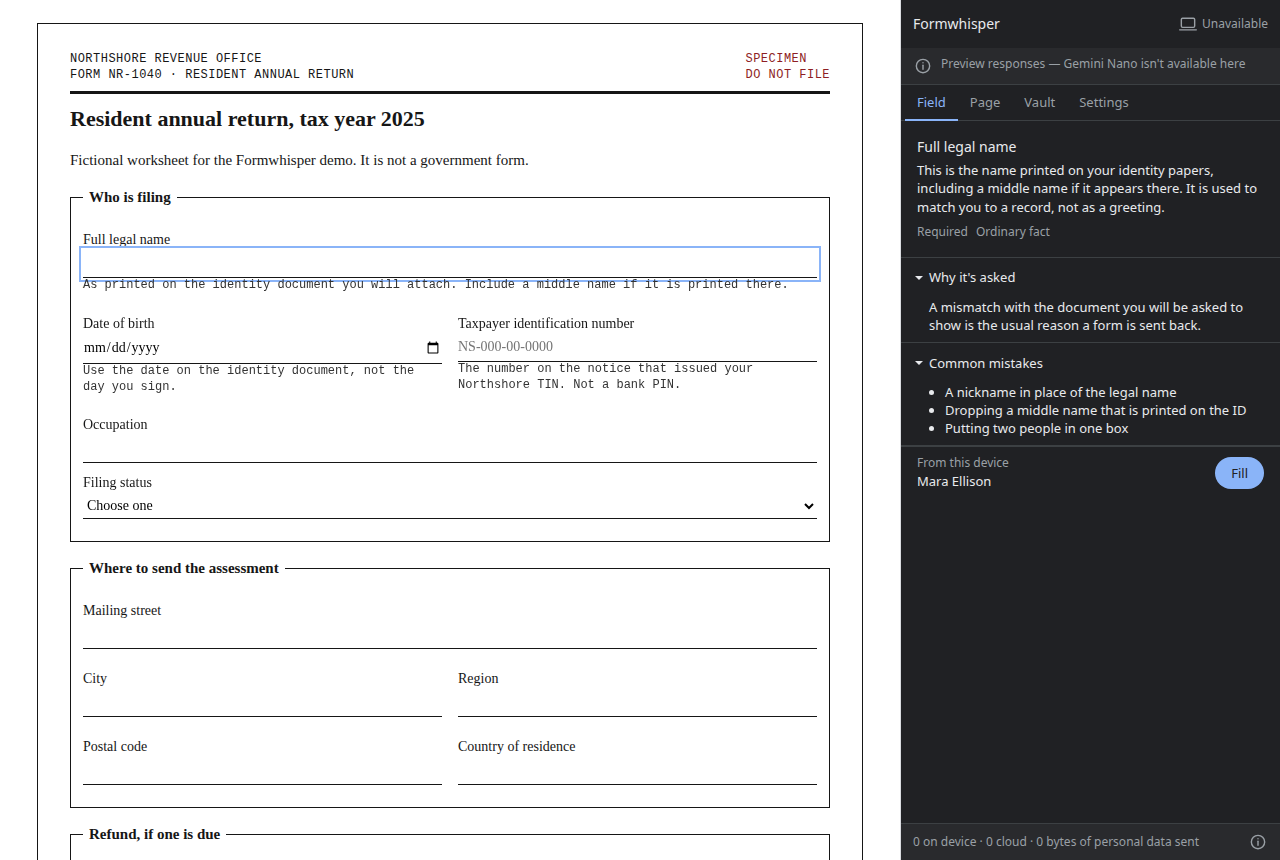 NORTHSHORE REVENUE OFFICE
FORM NR-1040 · RESIDENT ANNUAL RETURN
SPECIMEN
DO NOT FILE
Resident annual return, tax year 2025
Fictional worksheet for the Formwhisper demo. It is not a government form.
Who is filing
Full legal name
As printed on the identity document you will attach. Include a middle name if it is printed there.
Date of birth
mm/dd/yyyy
Use the date on the identity document, not the
day you sign.
Taxpayer identification number
NS-000-00-0000
The number on the notice that issued your
Northshore TIN. Not a bank PIN.
Occupation
Filing status
Choose one
Where to send the assessment
Mailing street
City
Region
Postal code
Country of residence
Refund, if one is due
Formwhisper
Unavailable
Preview responses — Gemini Nano isn't available here
Field Page Vault Settings
Full legal name
This is the name printed on your identity papers,
including a middle name if it appears there. It is used to
match you to a record, not as a greeting.
Required Ordinary fact
Why it's asked
A mismatch with the document you will be asked to
show is the usual reason a form is sent back.
Common mistakes
• A nickname in place of the legal name
• Dropping a middle name that is printed on the ID
• Putting two people in one box
From this device
Mara Ellison
Fill
0 on device · 0 cloud · 0 bytes of personal data sent